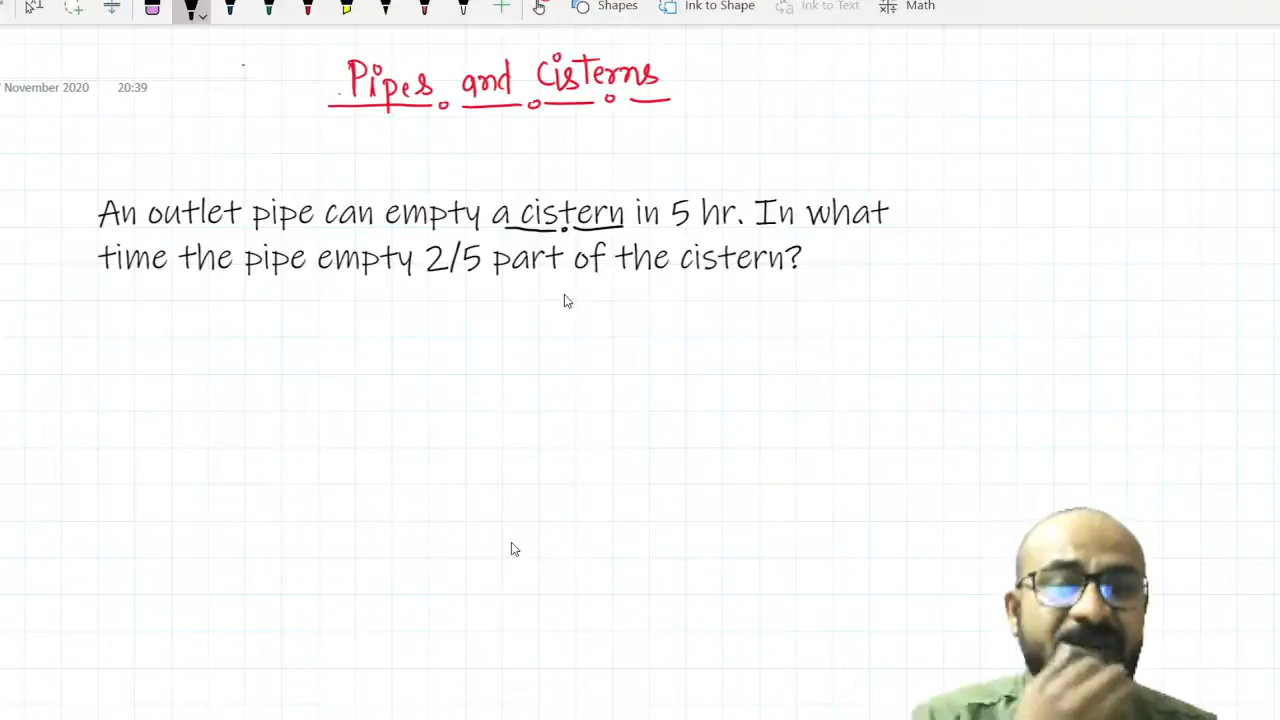 Shapes Ink to Shape Ink to Text Math
Pipes and Cisterns
November 2020 20:39
An outlet pipe can empty a cistern in 5 hr. In what
time the pipe empty 2/5 part of the cistern?